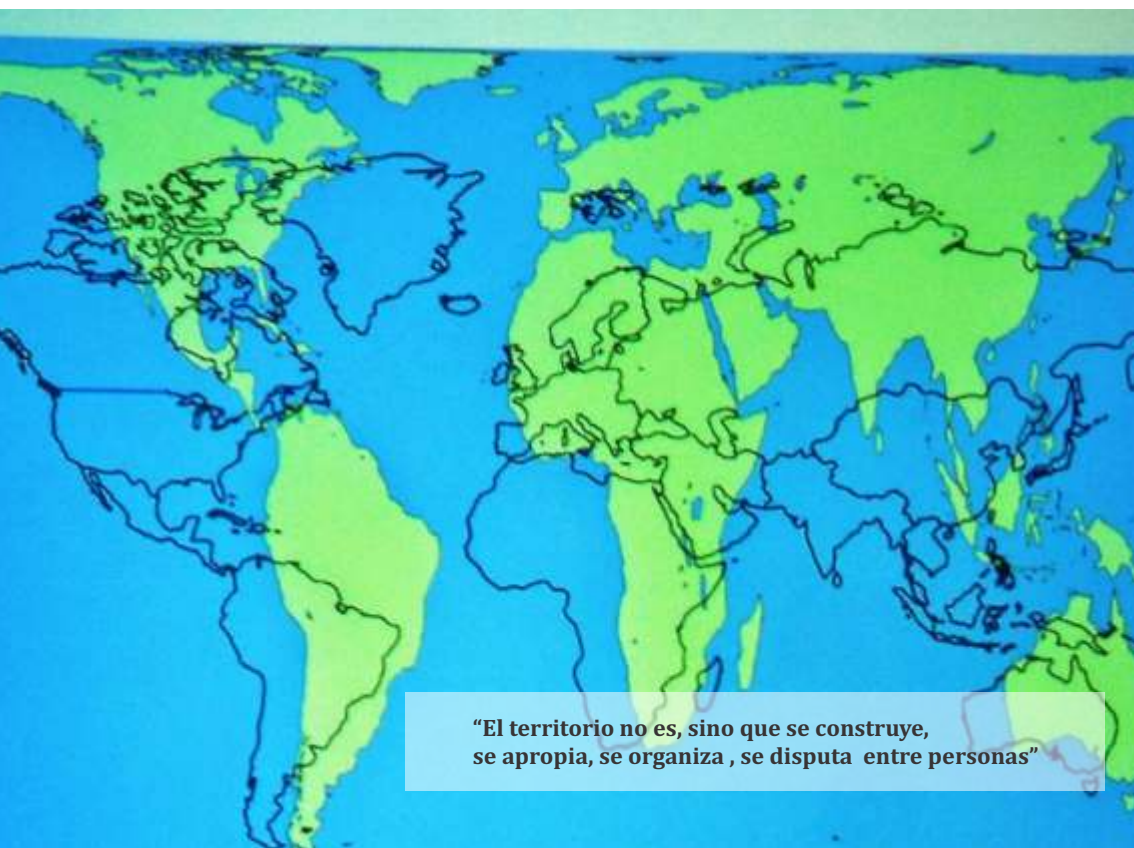 “El territorio no es, sino que se construye,
se apropia, se organiza , se disputa  entre personas”